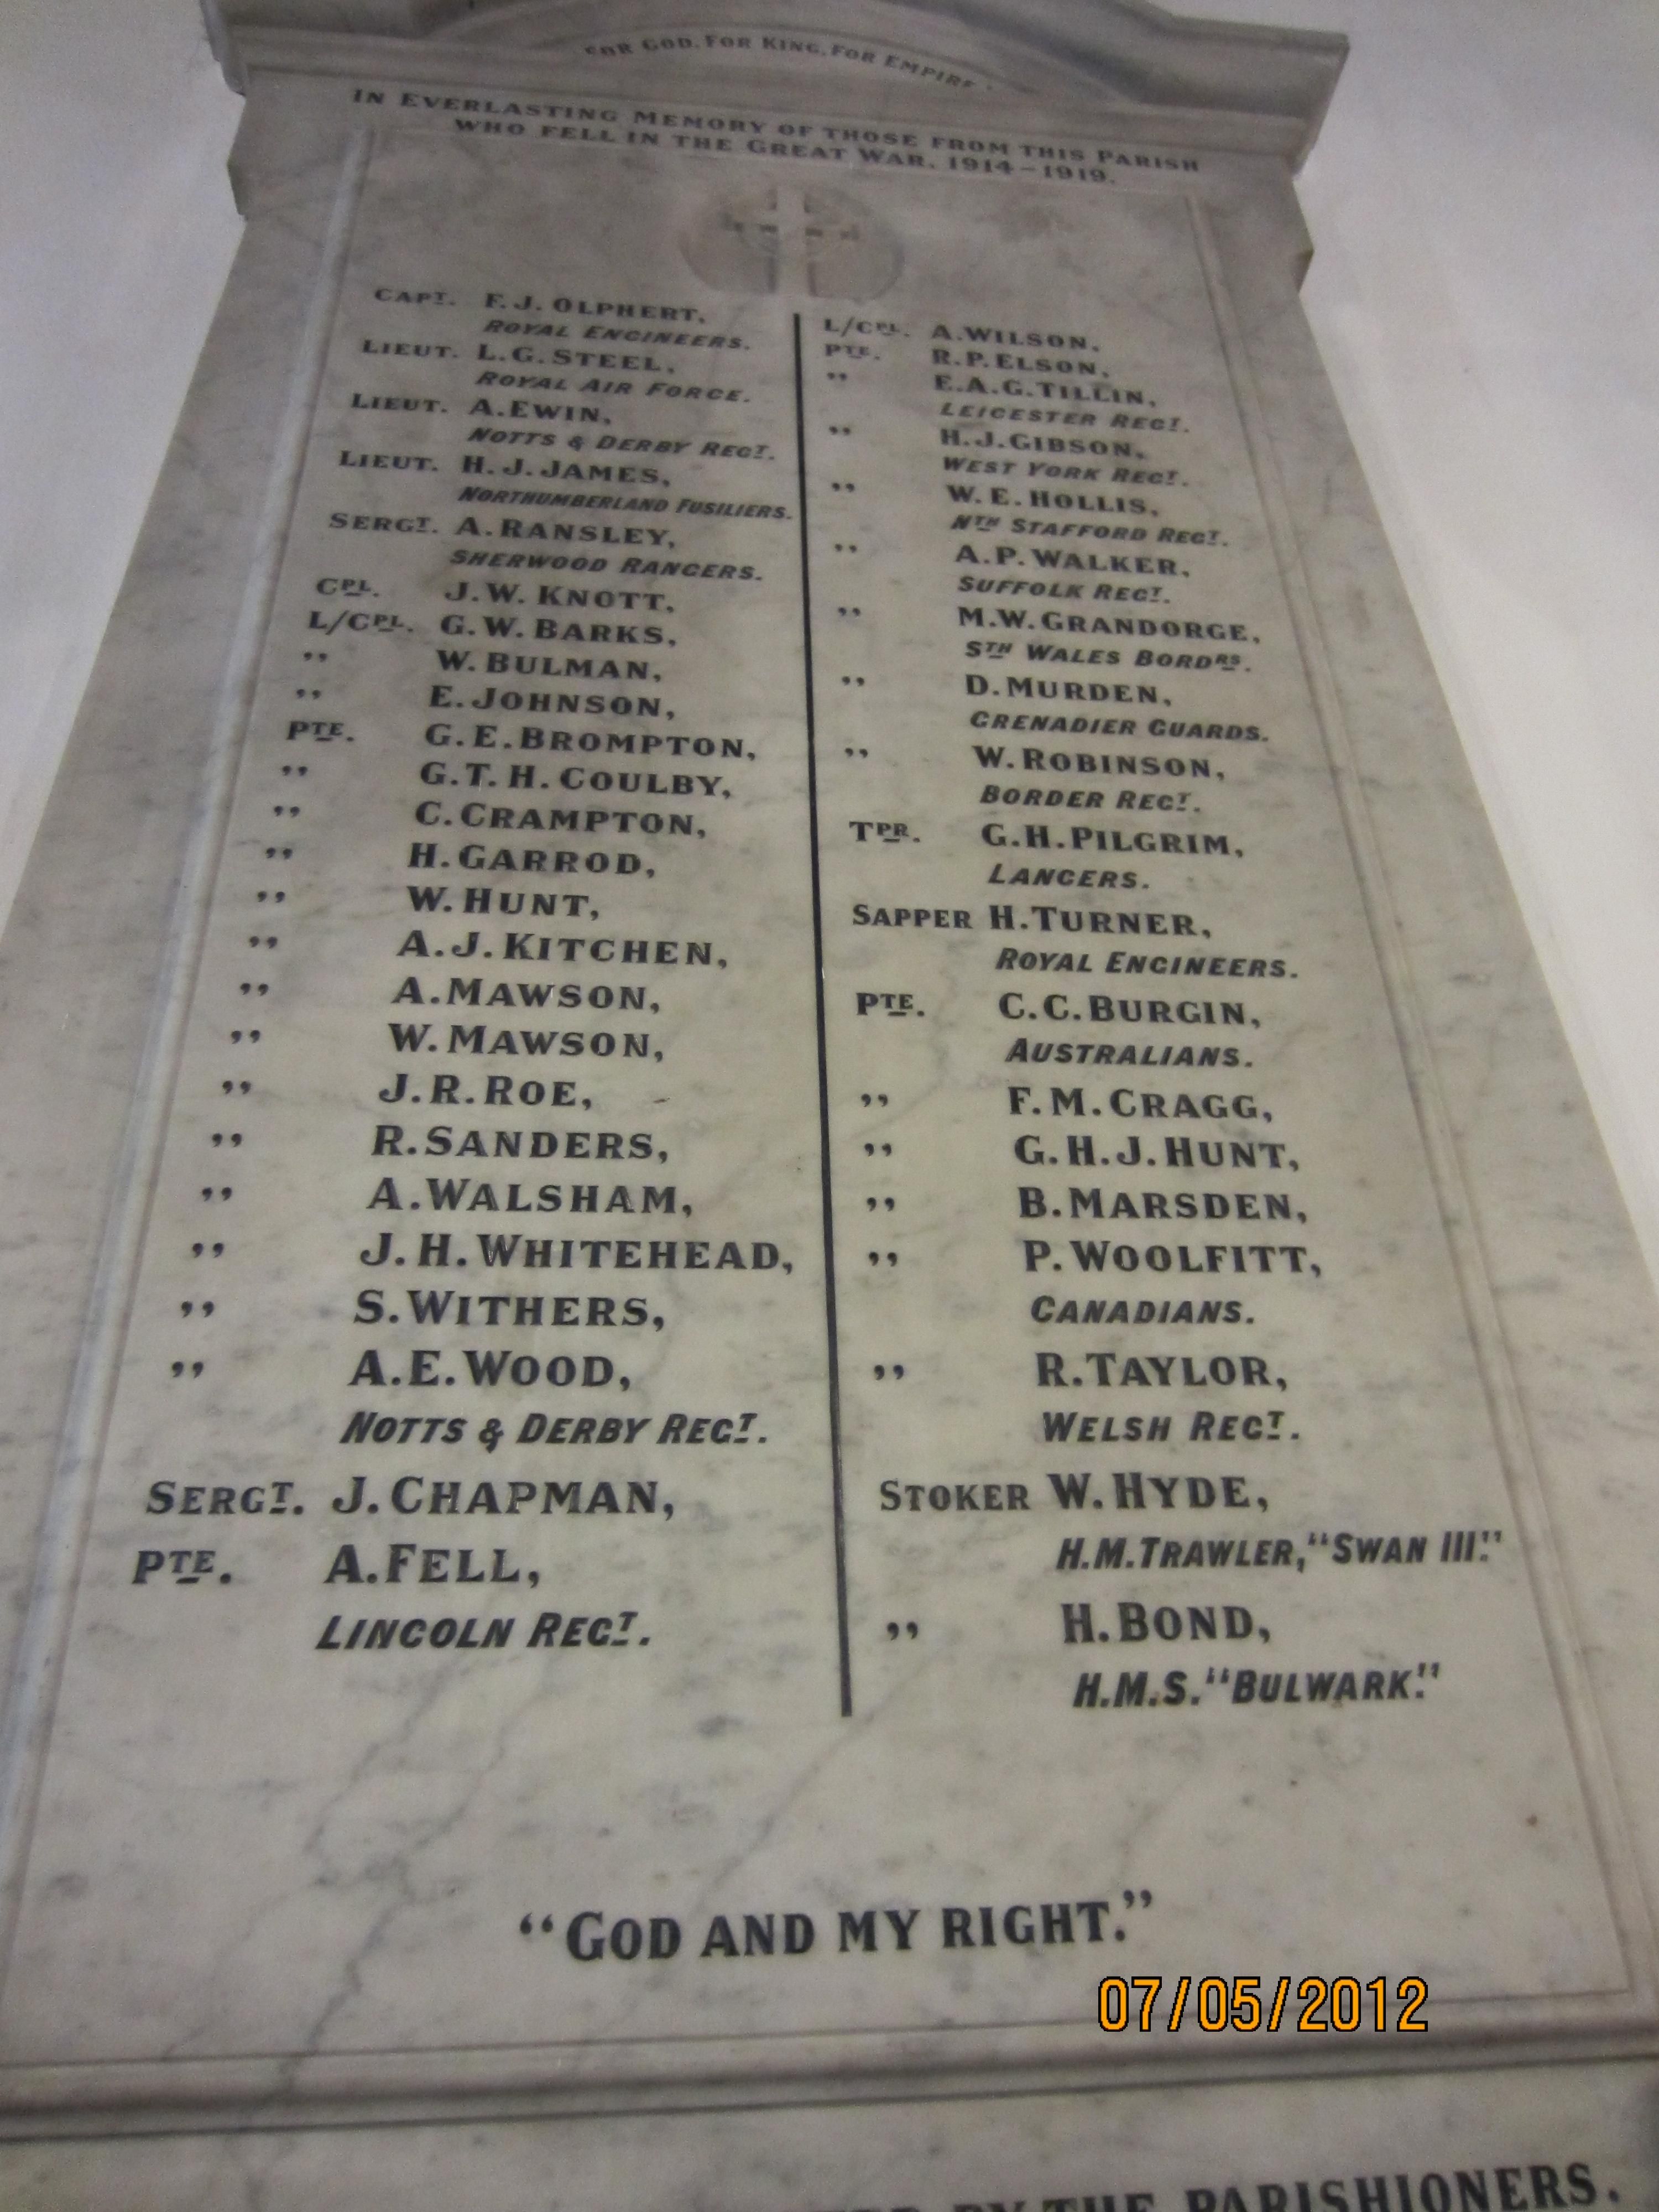 FOR GOD, FOR KING, FOR EMPIRE.
IN EVERLASTING MEMORY OF THOSE FROM THIS PARISH
WHO FELL IN THE GREAT WAR. 1914-1919.
CAPT. F. J. OLPHERT,
ROYAL ENGINEERS.
LIEUT. L. G. STEEL,
ROYAL AIR FORCE.
LIEUT. A. EWIN,
NOTTS & DERBY REGT.
LIEUT. H. J. JAMES,
NORTHUMBERLAND FUSILIERS.
SERGT. A. RANSLEY,
SHERWOOD RANGERS.
CPL. J. W. KNOTT,
L/CPL. G. W. BARKS,
,, W. BULMAN,
,, E. JOHNSON,
PTE. G. E. BROMPTON,
,, G. T. H. COULBY,
,, C. CRAMPTON,
,, H. GARROD,
,, W. HUNT,
,, A. J. KITCHEN,
,, A. MAWSON,
,, W. MAWSON,
,, J. R. ROE,
,, R. SANDERS,
,, A. WALSHAM,
,, J. H. WHITEHEAD,
,, S. WITHERS,
,, A. E. WOOD,
NOTTS & DERBY REGT.
SERGT. J. CHAPMAN,
PTE. A. FELL,
LINCOLN REGT.
L/CPL. A. WILSON,
PTE. R. P. ELSON,
,, E. A. G. TILLIN,
LEICESTER REGT.
,, H. J. GIBSON,
WEST YORK REGT.
,, W. E. HOLLIS,
NTH STAFFORD REGT.
,, A. P. WALKER,
SUFFOLK REGT.
,, M. W. GRANDORGE,
STH WALES BORDRS.
,, D. MURDEN,
GRENADIER GUARDS.
,, W. ROBINSON,
BORDER REGT.
TPR. G. H. PILGRIM,
LANCERS.
SAPPER H. TURNER,
ROYAL ENGINEERS.
PTE. C. C. BURGIN,
AUSTRALIANS.
,, F. M. CRAGG,
,, G. H. J. HUNT,
,, B. MARSDEN,
,, P. WOOLFITT,
CANADIANS.
,, R. TAYLOR,
WELSH REGT.
STOKER W. HYDE,
H.M. TRAWLER, "SWAN III."
,, H. BOND,
H.M.S. "BULWARK."
"GOD AND MY RIGHT."
07/05/2012
BY THE PARISHIONERS.